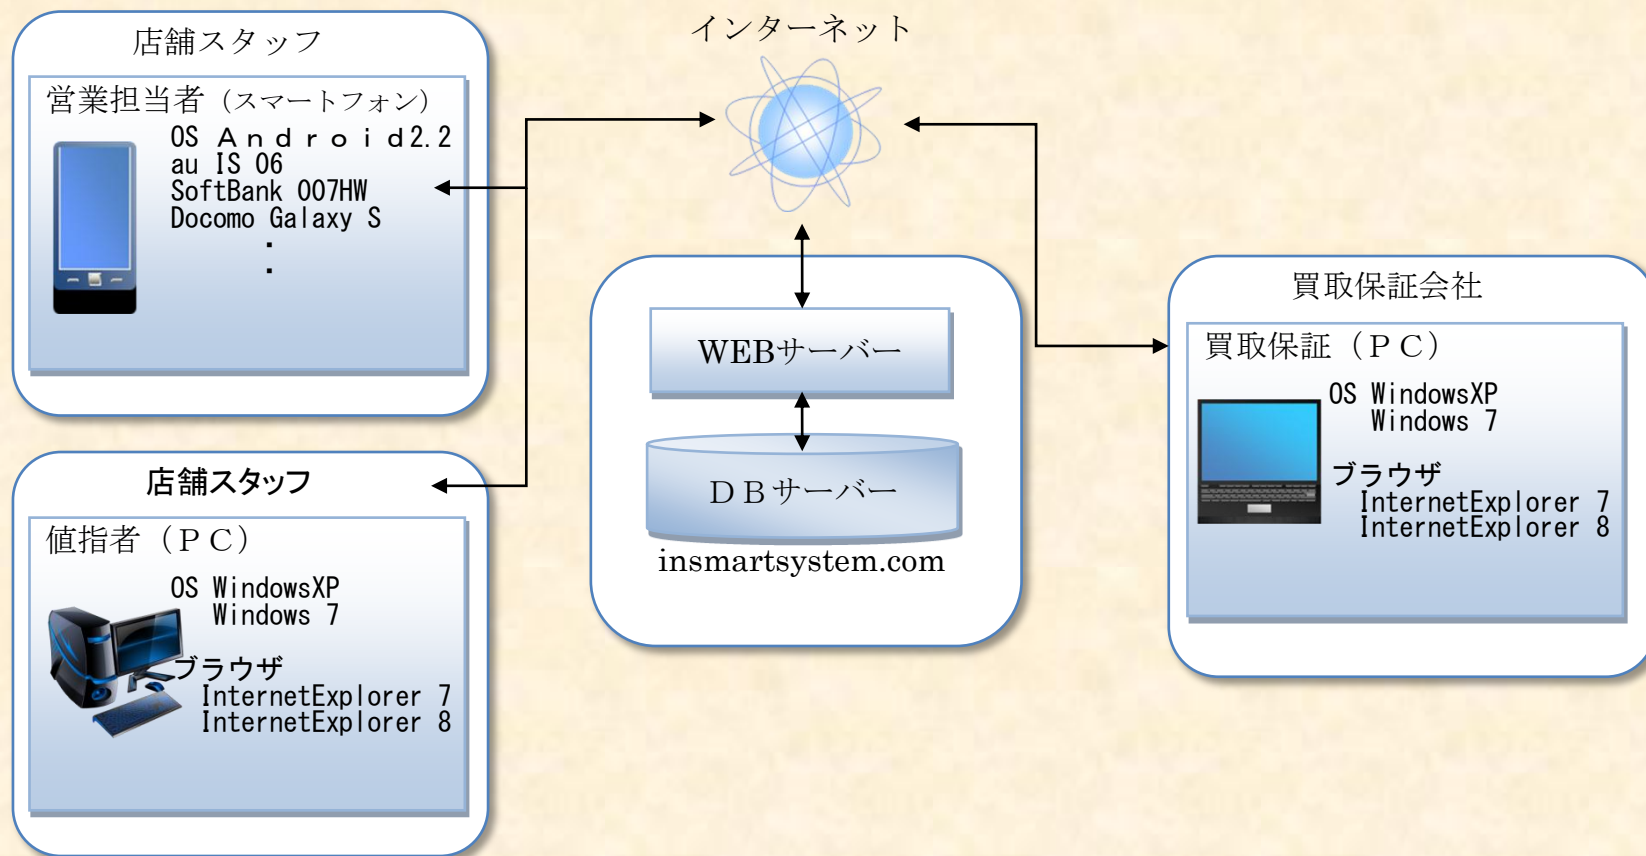 店舗スタッフ
営業担当者（スマートフォン）
OS Ａｎｄｒｏｉｄ2.2
au IS 06
SoftBank 007HW
Docomo Galaxy S
・
・
店舗スタッフ
値指者（ＰＣ）
OS WindowsXP
Windows 7
ブラウザ
InternetExplorer 7
InternetExplorer 8
インターネット
WEBサーバー
ＤＢサーバー
insmartsystem.com
買取保証会社
買取保証（ＰＣ）
OS WindowsXP
Windows 7
ブラウザ
InternetExplorer 7
InternetExplorer 8